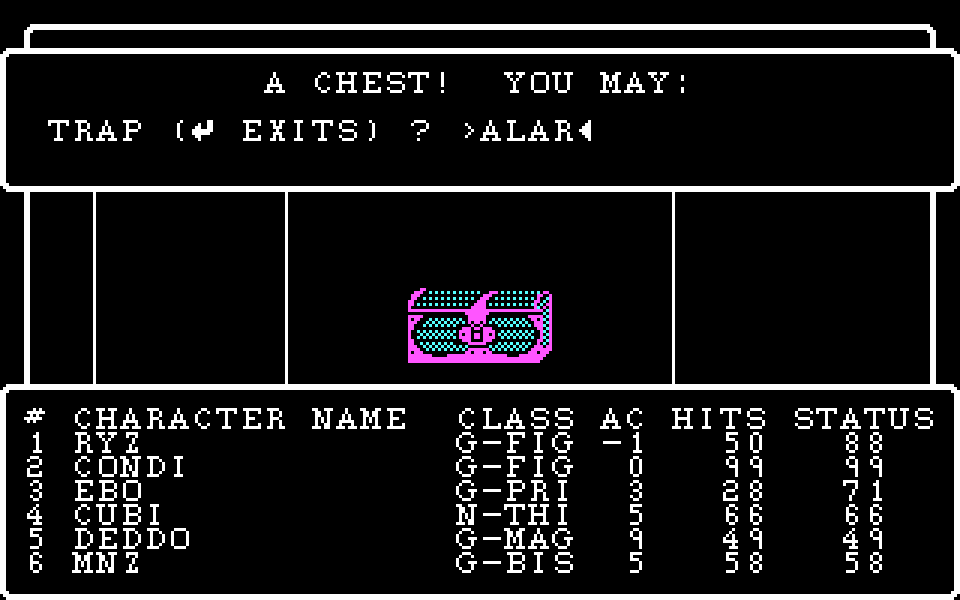 A CHEST!  YOU MAY:
TRAP (↵ EXITS) ? >ALAR◄
# CHARACTER NAME CLASS AC HITS STATUS
1 RYZ G-FIG -1 50 88
2 CONDI G-FIG 0 99 99
3 EBO G-PRI 3 28 71
4 CUBI N-THI 5 66 66
5 DEDDO G-MAG 9 49 49
6 MNZ G-BIS 5 58 58